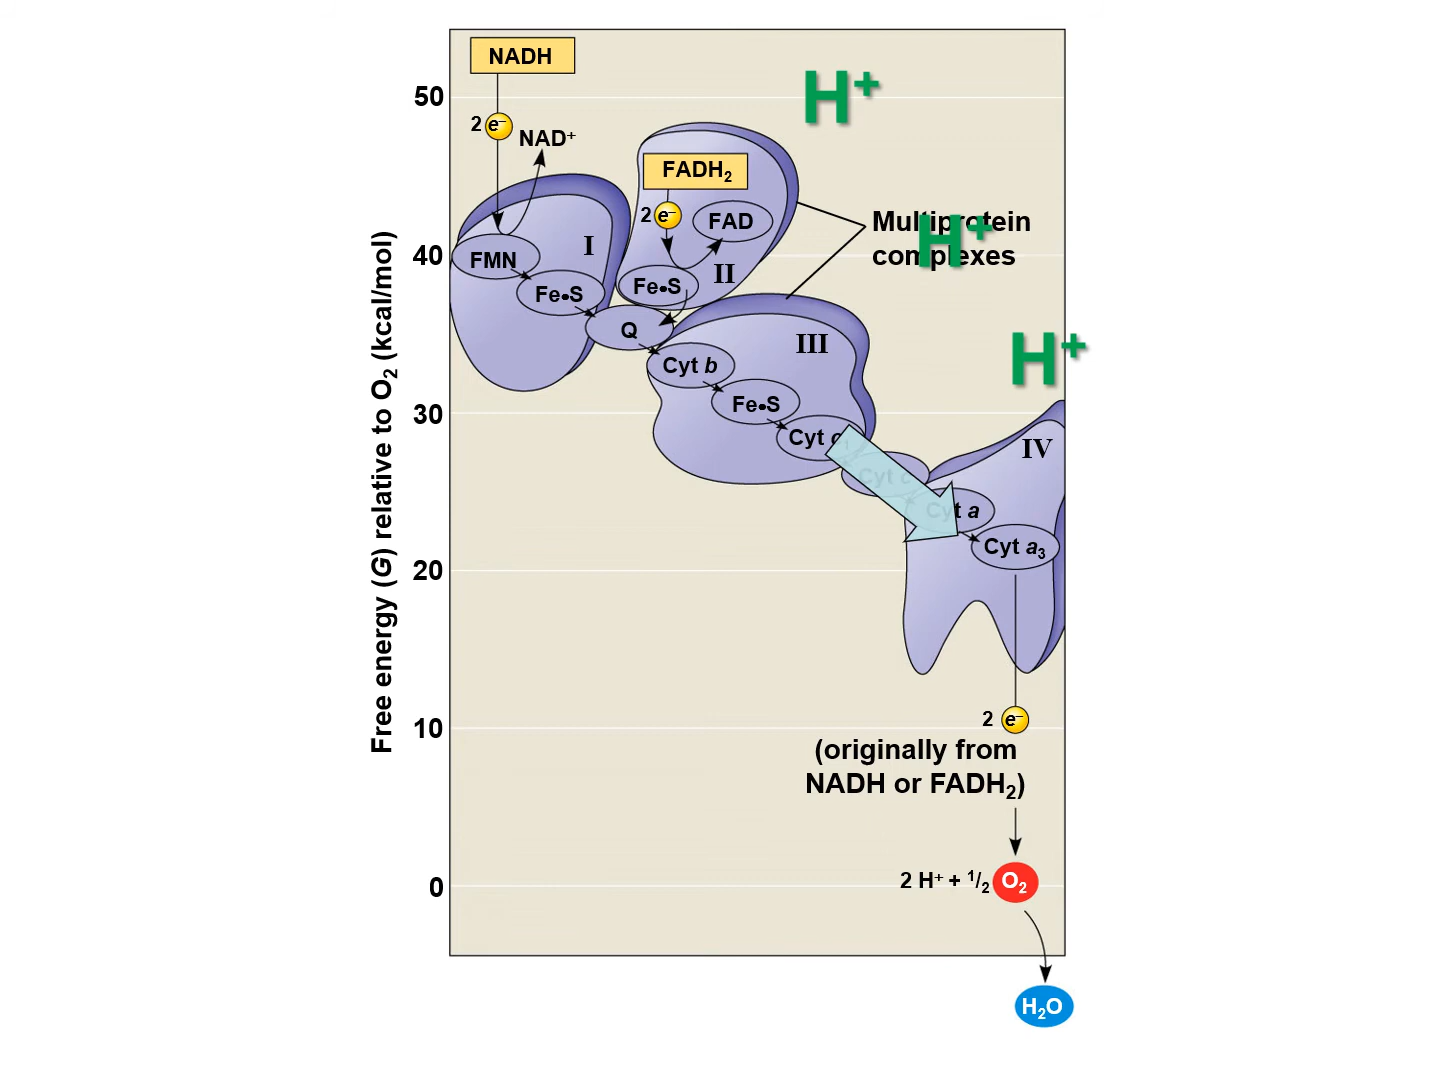 NADH
50
H⁺
2 e⁻
NAD⁺
FADH₂
2 e⁻
FAD
Multiprotein
complexes
H⁺
I
40
FMN
II
Fe•S
Fe•S
Q
III
H⁺
Cyt b
Fe•S
30
Cyt c
IV
Cyt c
Cyt a
Cyt a₃
20
Free energy (G) relative to O₂ (kcal/mol)
10
2 e⁻
(originally from
NADH or FADH₂)
0
2 H⁺ + 1/2 O₂
H₂O